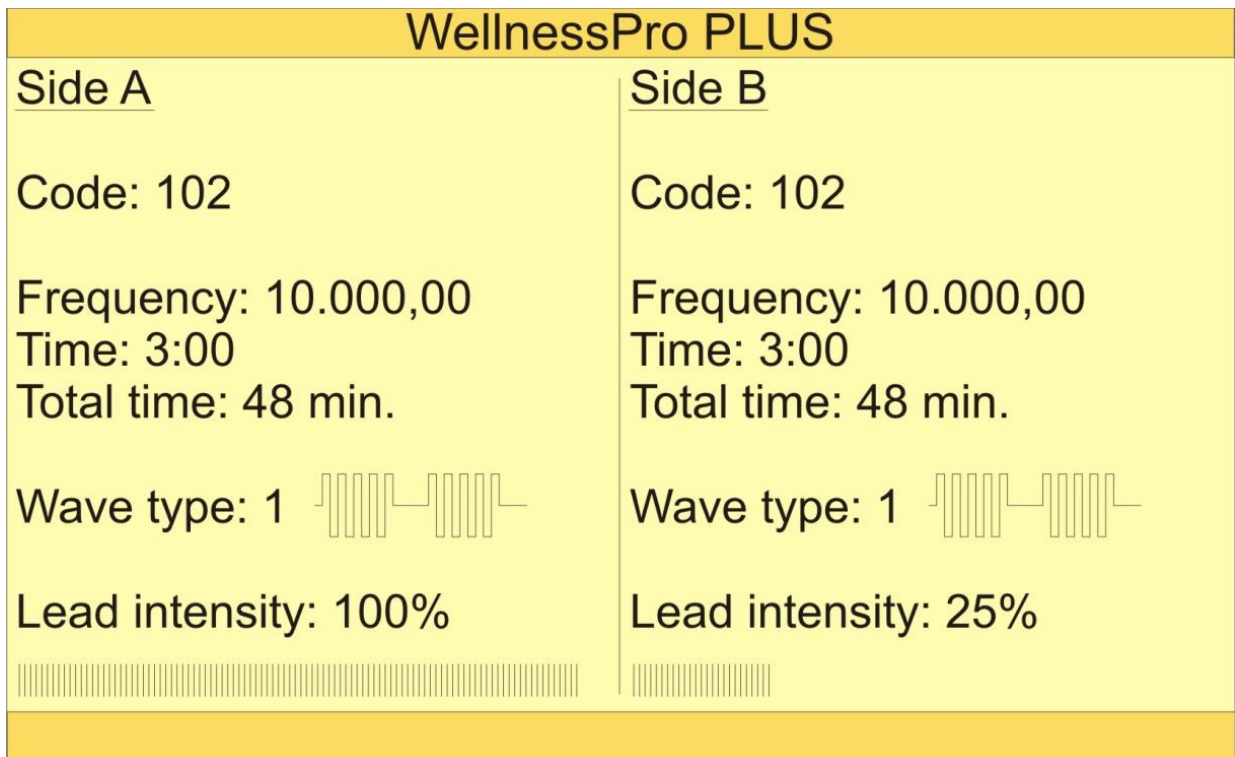 WellnessPro PLUS
Side A
Code: 102
Frequency: 10.000,00
Time: 3:00
Total time: 48 min.
Wave type: 1
Lead intensity: 100%
Side B
Code: 102
Frequency: 10.000,00
Time: 3:00
Total time: 48 min.
Wave type: 1
Lead intensity: 25%